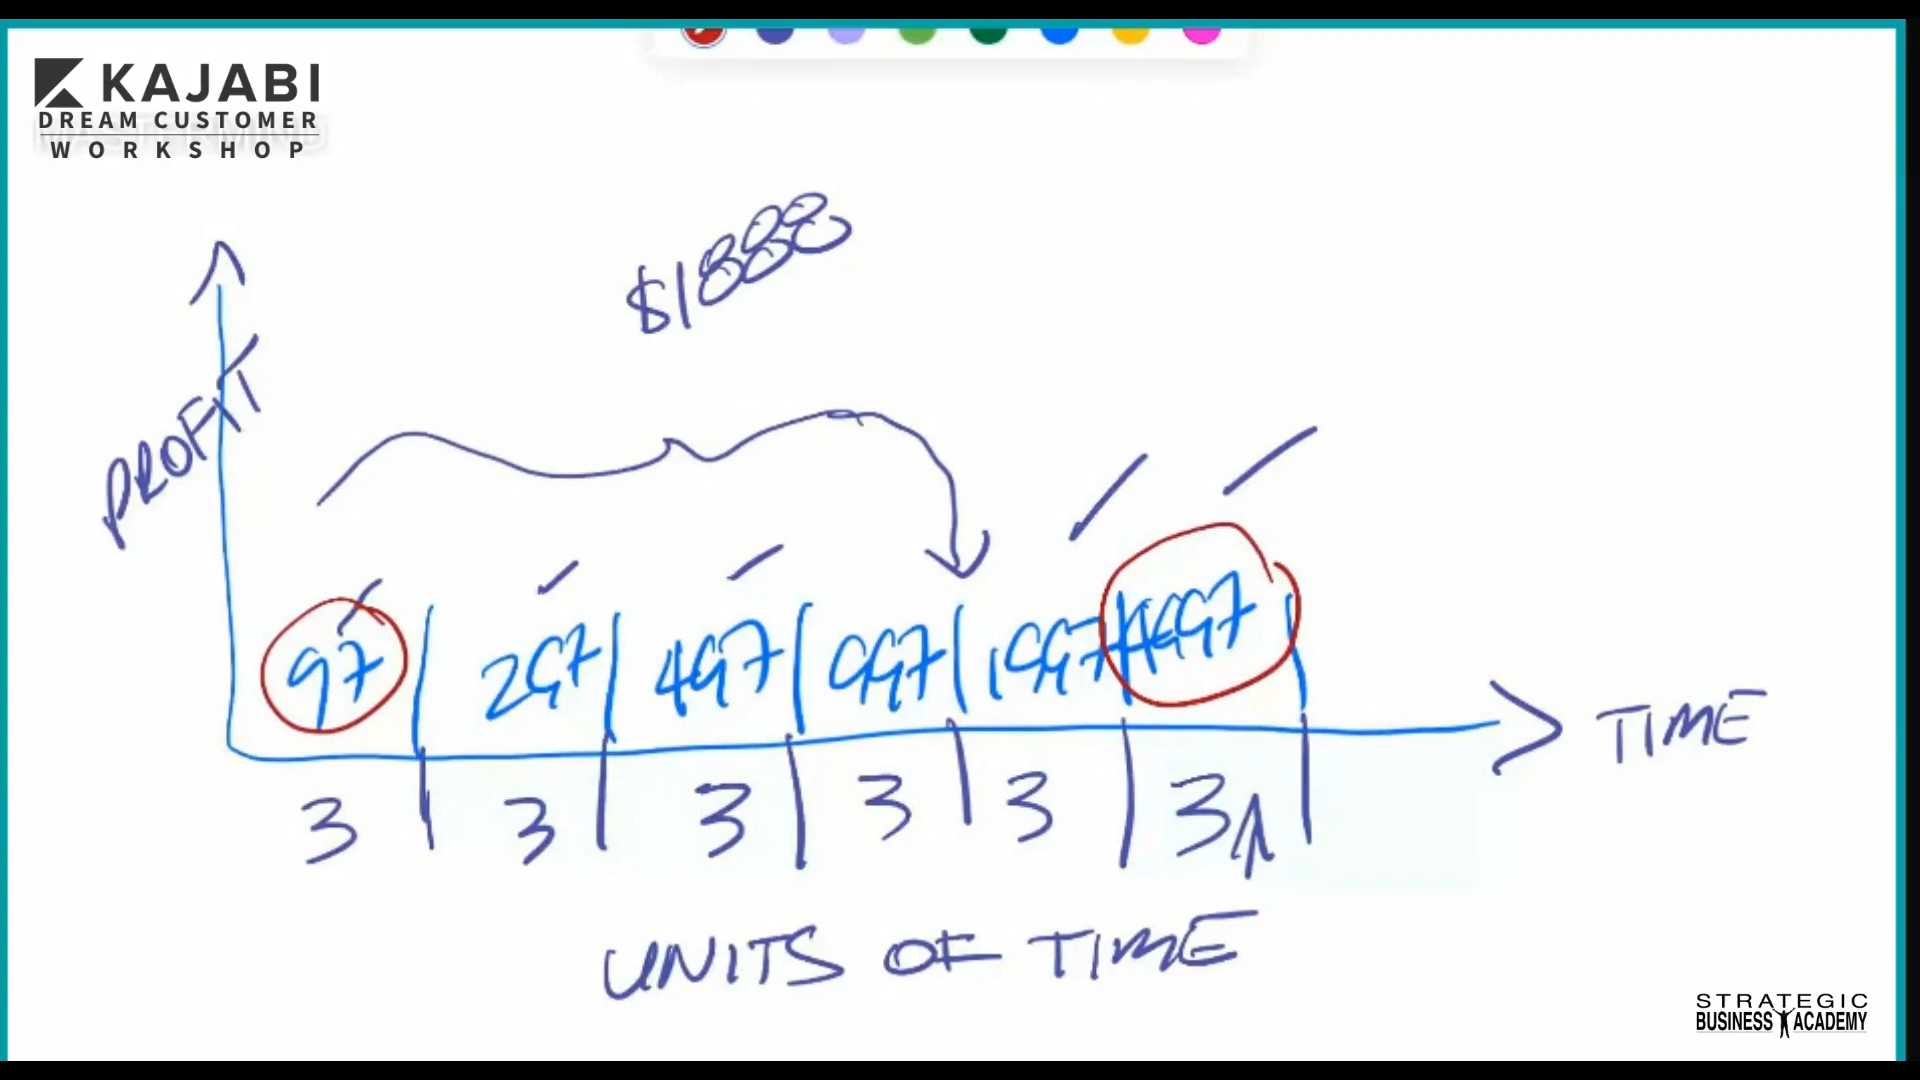 KAJABI
DREAM CUSTOMER
WORKSHOP
$1888
PROFIT
97 297 497 997 1997
TIME
3 3 3 3 3 3
UNITS OF TIME
STRATEGIC
BUSINESS ACADEMY